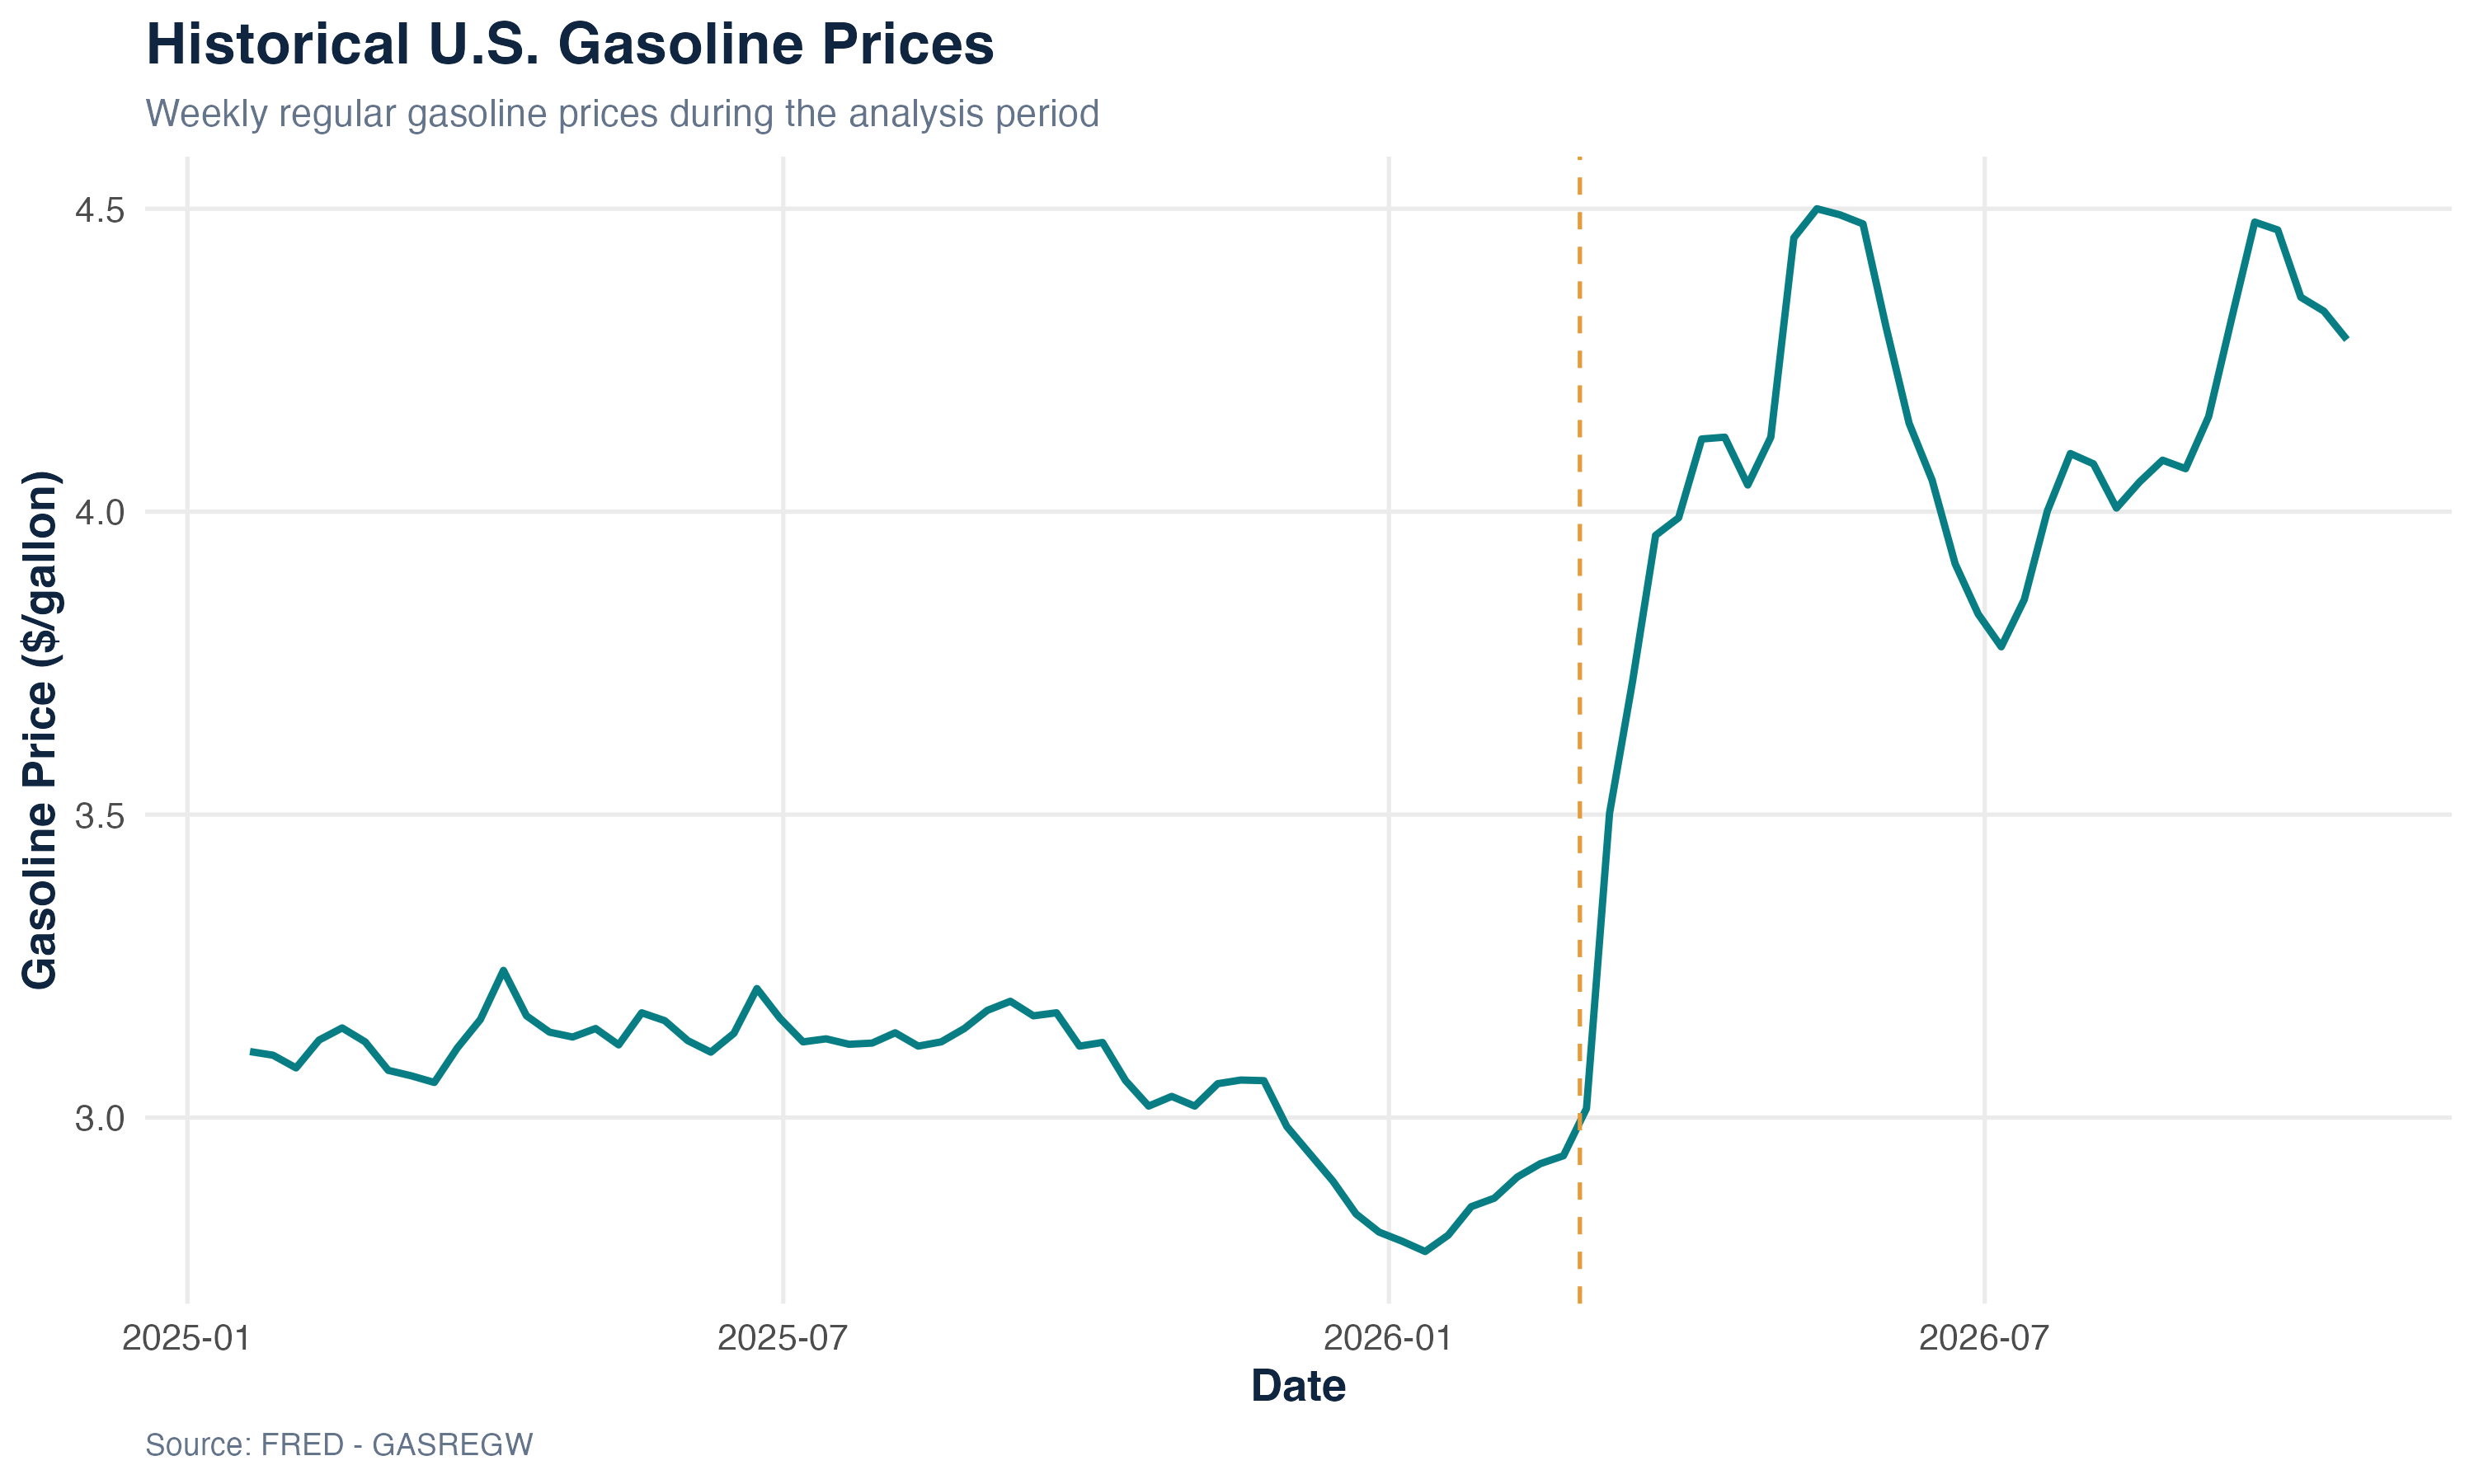 Historical U.S. Gasoline Prices
Weekly regular gasoline prices during the analysis period
Gasoline Price ($/gallon)
4.5
4.0
3.5
3.0
2025-01
2025-07
2026-01
2026-07
Date
Source: FRED - GASREGW